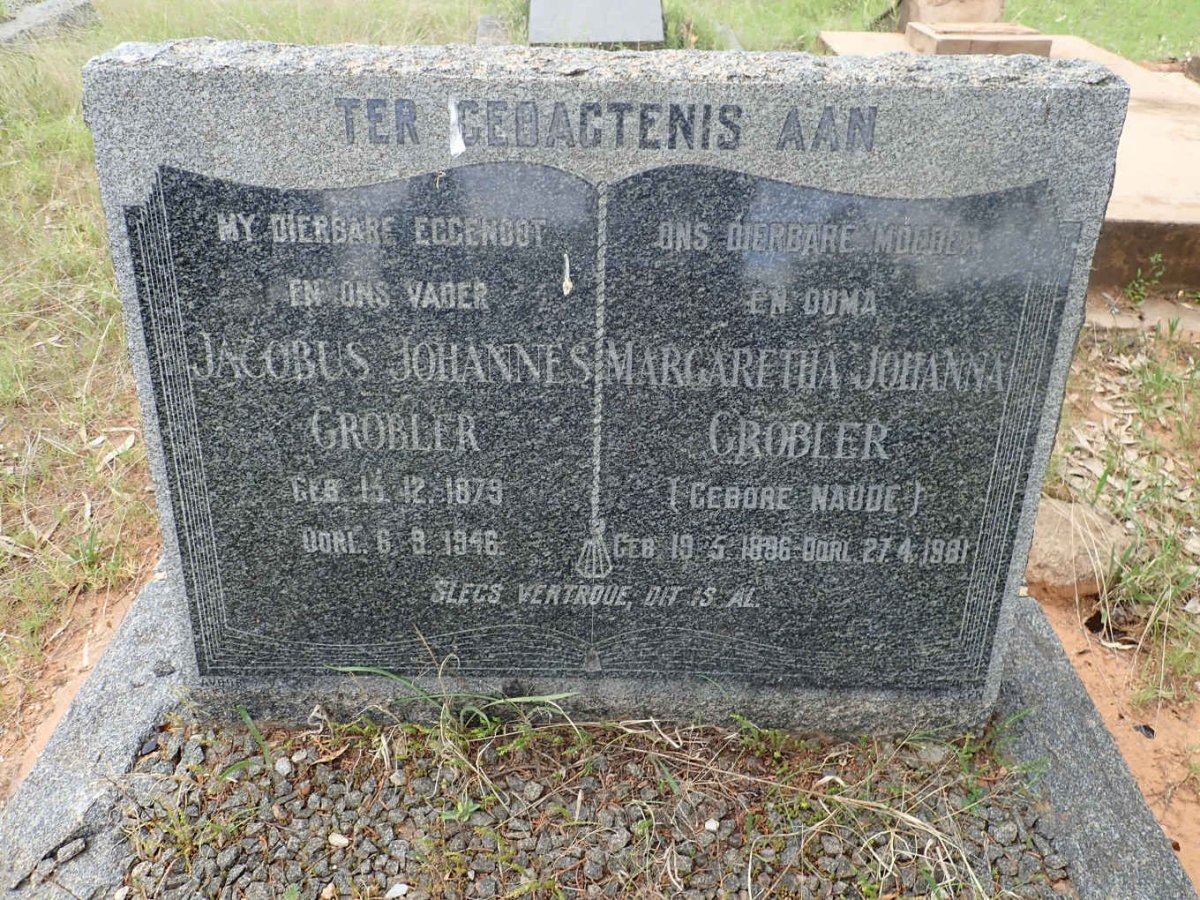 TER GEDAGTENIS AAN
MY DIERBARE EGGENOOT
EN ONS VADER
JACOBUS JOHANNES
GROBLER
GEB. 15. 12. 1879
OORL. 6. 9. 1946.
ONS DIERBARE MOEDER
EN OUMA
MARGARETHA JOHANNA
GROBLER
(GEBORE NAUDE)
GEB. 19. 5. 1896 OORL. 27.4.1981
SLEGS VERTROUE, DIT IS AL.